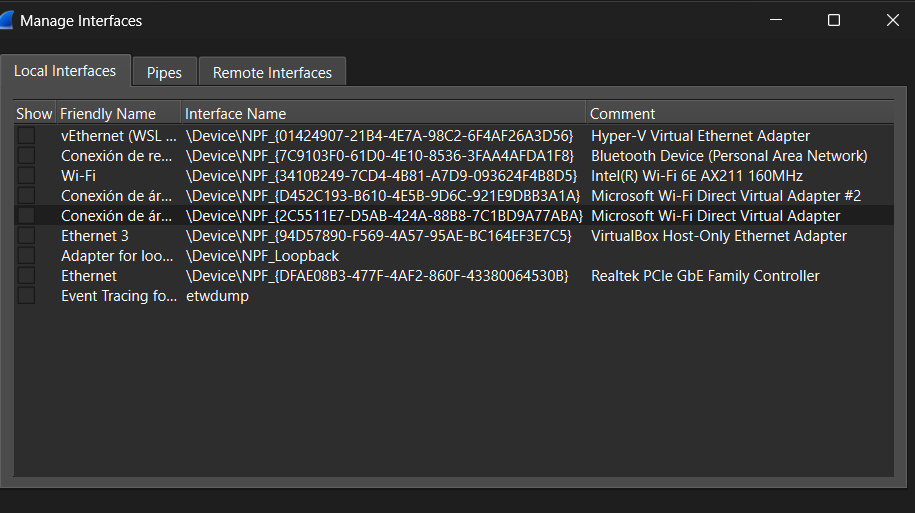 Manage Interfaces
Local Interfaces Pipes Remote Interfaces
Show Friendly Name Interface Name Comment
vEthernet (WSL ... \Device\NPF_{01424907-21B4-4E7A-98C2-6F4AF26A3D56} Hyper-V Virtual Ethernet Adapter
Conexión de re... \Device\NPF_{7C9103F0-61D0-4E10-8536-3FAA4AFDA1F8} Bluetooth Device (Personal Area Network)
Wi-Fi \Device\NPF_{3410B249-7CD4-4B81-A7D9-093624F4B8D5} Intel(R) Wi-Fi 6E AX211 160MHz
Conexión de ár... \Device\NPF_{D452C193-B610-4E5B-9D6C-921E9DBB3A1A} Microsoft Wi-Fi Direct Virtual Adapter #2
Conexión de ár... \Device\NPF_{2C5511E7-D5AB-424A-88B8-7C1BD9A77ABA} Microsoft Wi-Fi Direct Virtual Adapter
Ethernet 3 \Device\NPF_{94D57890-F569-4A57-95AE-BC164EF3E7C5} VirtualBox Host-Only Ethernet Adapter
Adapter for loo... \Device\NPF_Loopback
Ethernet \Device\NPF_{DFAE08B3-477F-4AF2-860F-43380064530B} Realtek PCIe GbE Family Controller
Event Tracing fo... etwdump